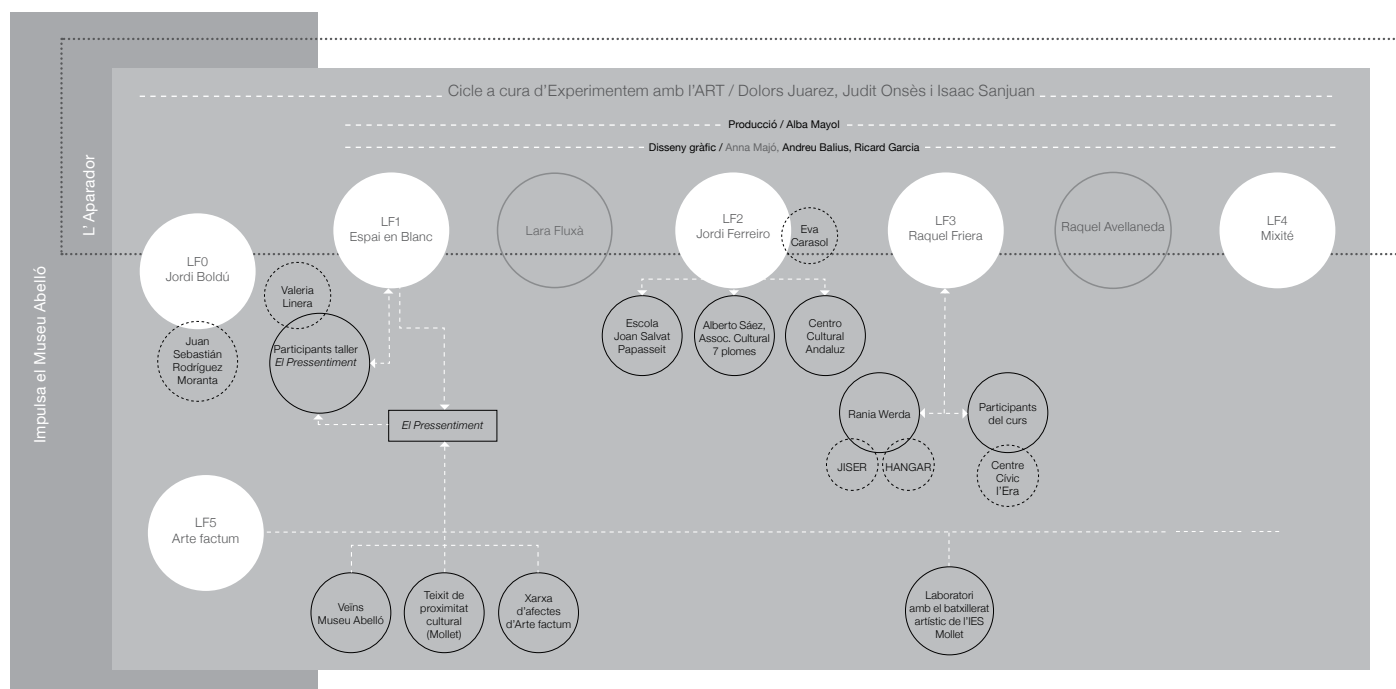 Cicle a cura d'Experimentem amb l'ART / Dolors Juarez, Judit Onsès i Isaac Sanjuan
Producció / Alba Mayol
Disseny gràfic / Anna Majó, Andreu Balius, Ricard Garcia
L' Aparador
Impulsa el Museu Abelló
LF0
Jordi Boldú
Juan
Sebastián
Rodríguez
Moranta
LF1
Espai en Blanc
Valeria
Linera
Participants taller
El Pressentiment
El Pressentiment
Lara Fluxà
LF2
Jordi Ferreiro
Eva
Carasol
Escola
Joan Salvat
Papasseit
Alberto Sáez,
Assoc. Cultural
7 plomes
Centro
Cultural
Andaluz
LF3
Raquel Friera
Rania Werda
JISER
HANGAR
Participants
del curs
Centre
Cívic
l'Era
Raquel Avellaneda
LF4
Mixité
LF5
Arte factum
Veïns
Museu Abelló
Teixit de
proximitat
cultural
(Mollet)
Xarxa
d'afectes
d'Arte factum
Laboratori
amb el batxillerat
artístic de l'IES
Mollet